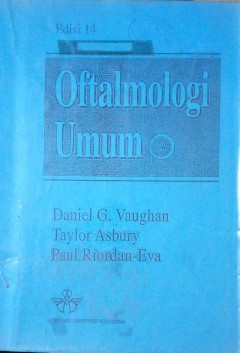 Edisi 14
Oftalmologi
Umum
Daniel G. Vaughan
Taylor Asbury
Paul Riordan-Eva